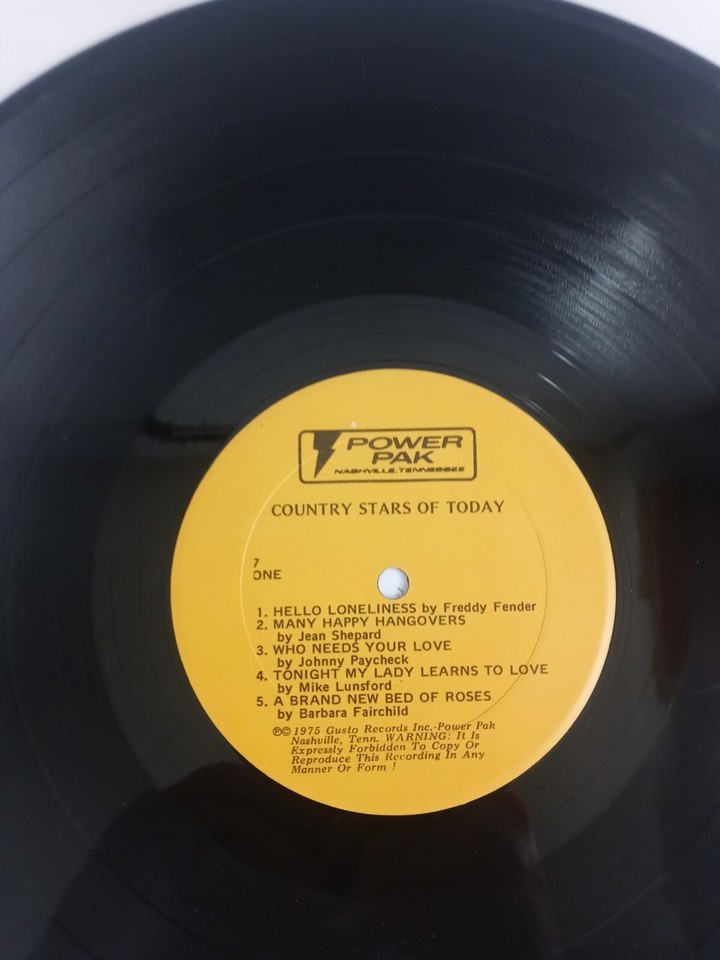 POWER
PAK
NASHVILLE, TENNESSEE
COUNTRY STARS OF TODAY
7
ONE
1. HELLO LONELINESS by Freddy Fender
2. MANY HAPPY HANGOVERS
by Jean Shepard
3. WHO NEEDS YOUR LOVE
by Johnny Paycheck
4. TONIGHT MY LADY LEARNS TO LOVE
by Mike Lunsford
5. A BRAND NEW BED OF ROSES
by Barbara Fairchild
℗© 1975 Gusto Records Inc.-Power Pak
Nashville, Tenn. WARNING: It Is
Expressly Forbidden To Copy Or
Reproduce This Recording In Any
Manner Or Form !